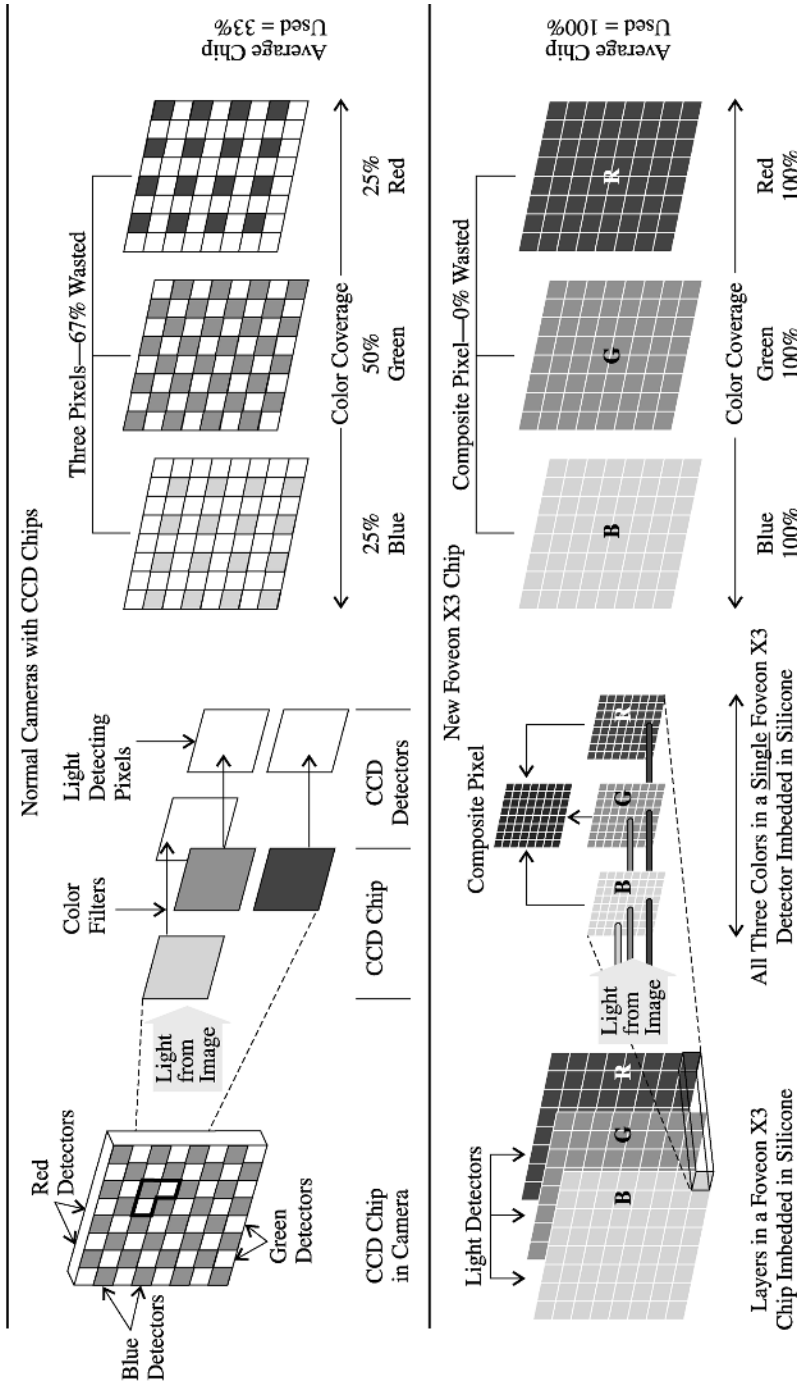 Normal Cameras with CCD Chips
Red
Detectors
Blue
Detectors
Green
Detectors
CCD Chip
in Camera
Light
from
Image
Color
Filters
Light
Detecting
Pixels
CCD Chip
CCD
Detectors
Three Pixels—67% Wasted
25%
Blue
50%
Green
25%
Red
Color Coverage
Average Chip
Used = 33%
New Foveon X3 Chip
Light Detectors
B
G
R
Layers in a Foveon X3
Chip Imbedded in Silicone
Light
from
Image
Composite Pixel
B
G
R
All Three Colors in a Single Foveon X3
Detector Imbedded in Silicone
Composite Pixel—0% Wasted
B
G
R
Color Coverage
Blue
100%
Green
100%
Red
100%
Average Chip
Used = 100%